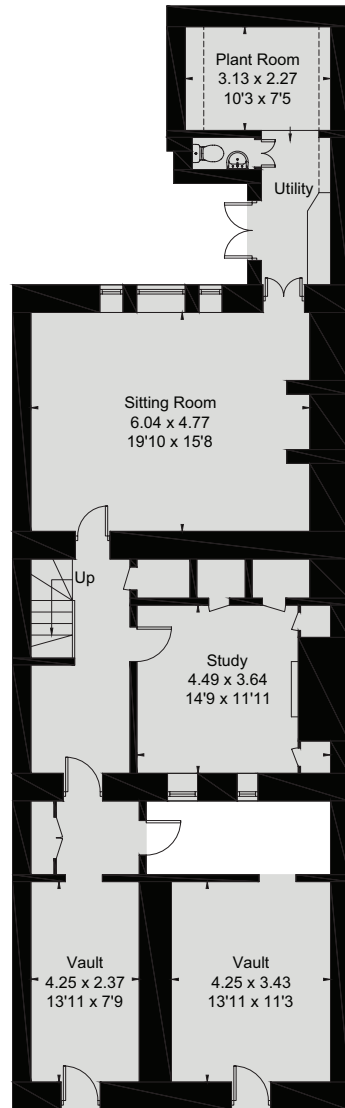 Plant Room
3.13 x 2.27
10'3 x 7'5
Utility
Sitting Room
6.04 x 4.77
19'10 x 15'8
Up
Study
4.49 x 3.64
14'9 x 11'11
Vault
4.25 x 2.37
13'11 x 7'9
Vault
4.25 x 3.43
13'11 x 11'3